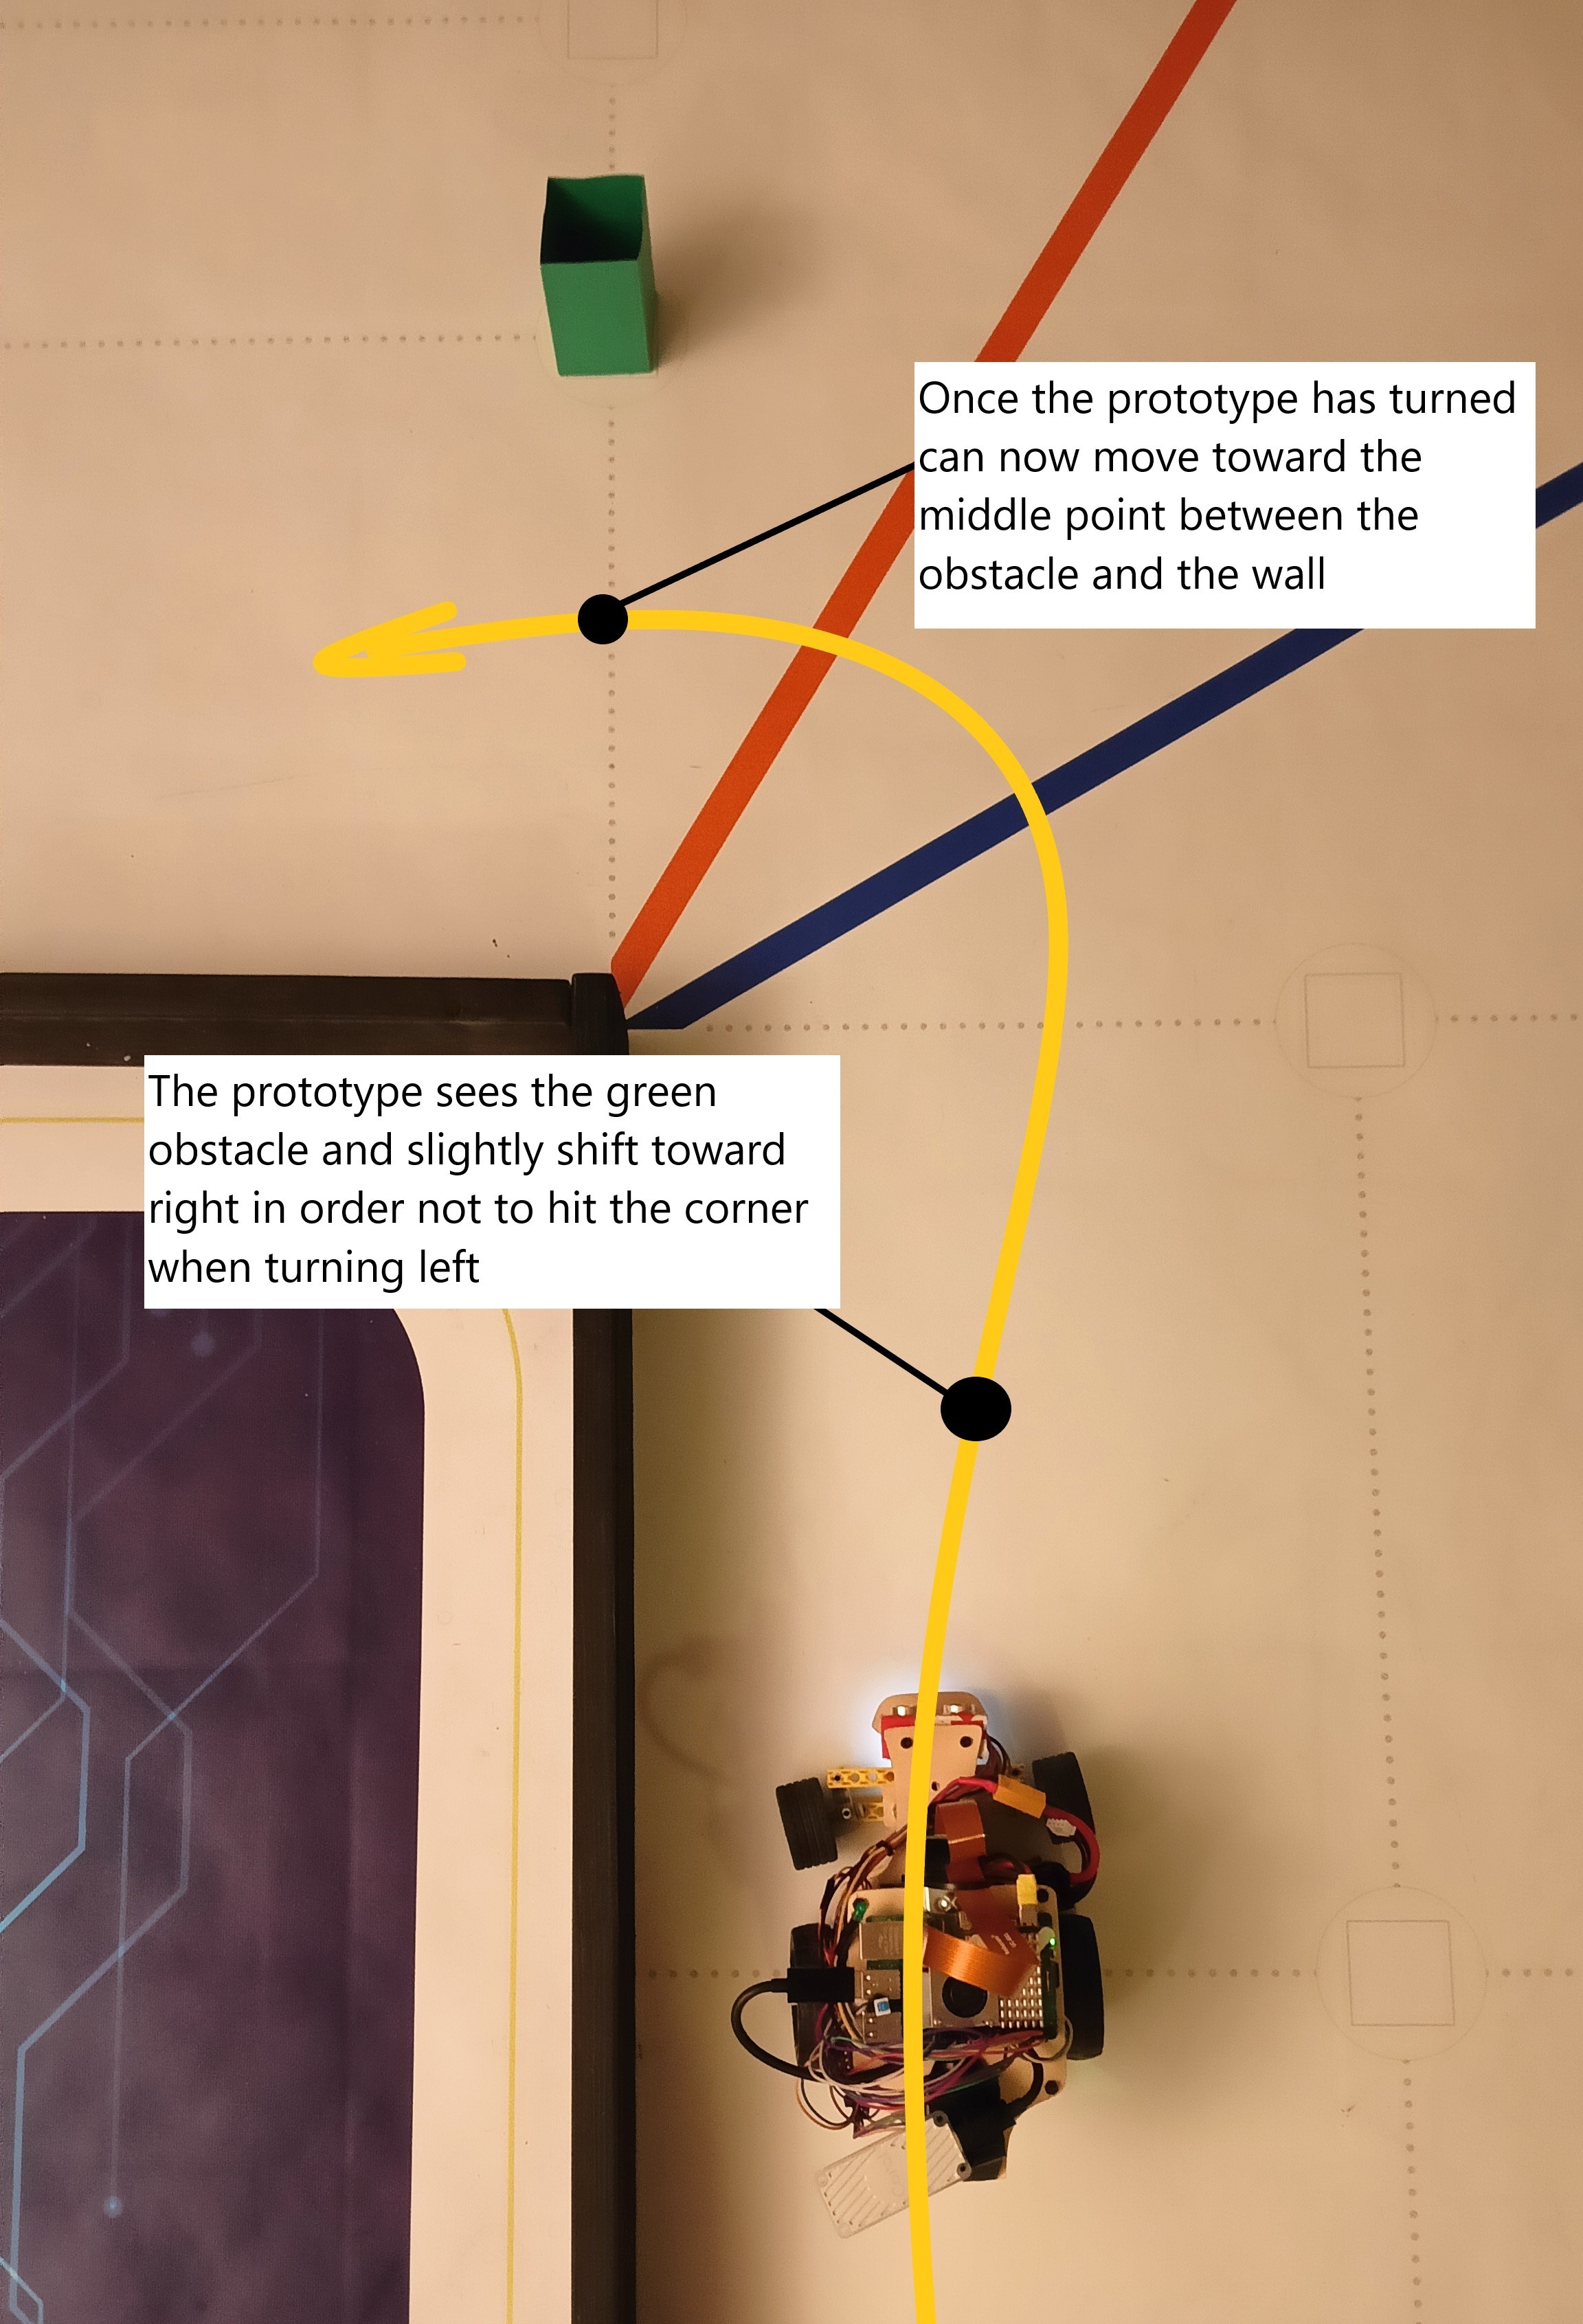 Once the prototype has turned
can now move toward the
middle point between the
obstacle and the wall
The prototype sees the green
obstacle and slightly shift toward
right in order not to hit the corner
when turning left